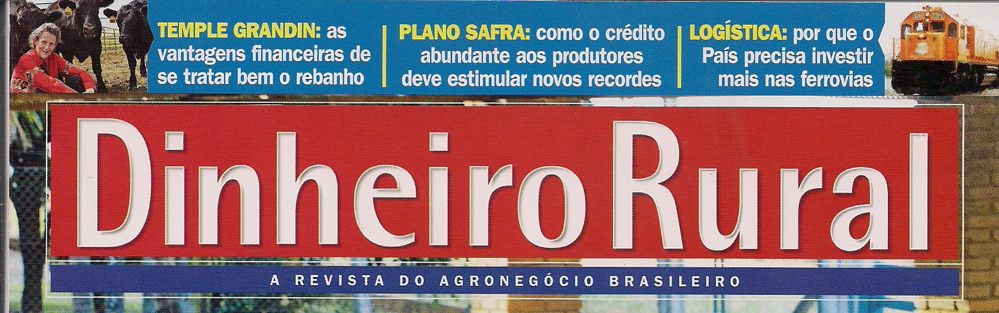 TEMPLE GRANDIN: as
vantagens financeiras de
se tratar bem o rebanho
PLANO SAFRA: como o crédito
abundante aos produtores
deve estimular novos recordes
LOGÍSTICA: por que o
País precisa investir
mais nas ferrovias
Dinheiro Rural
A REVISTA DO AGRONEGÓCIO BRASILEIRO